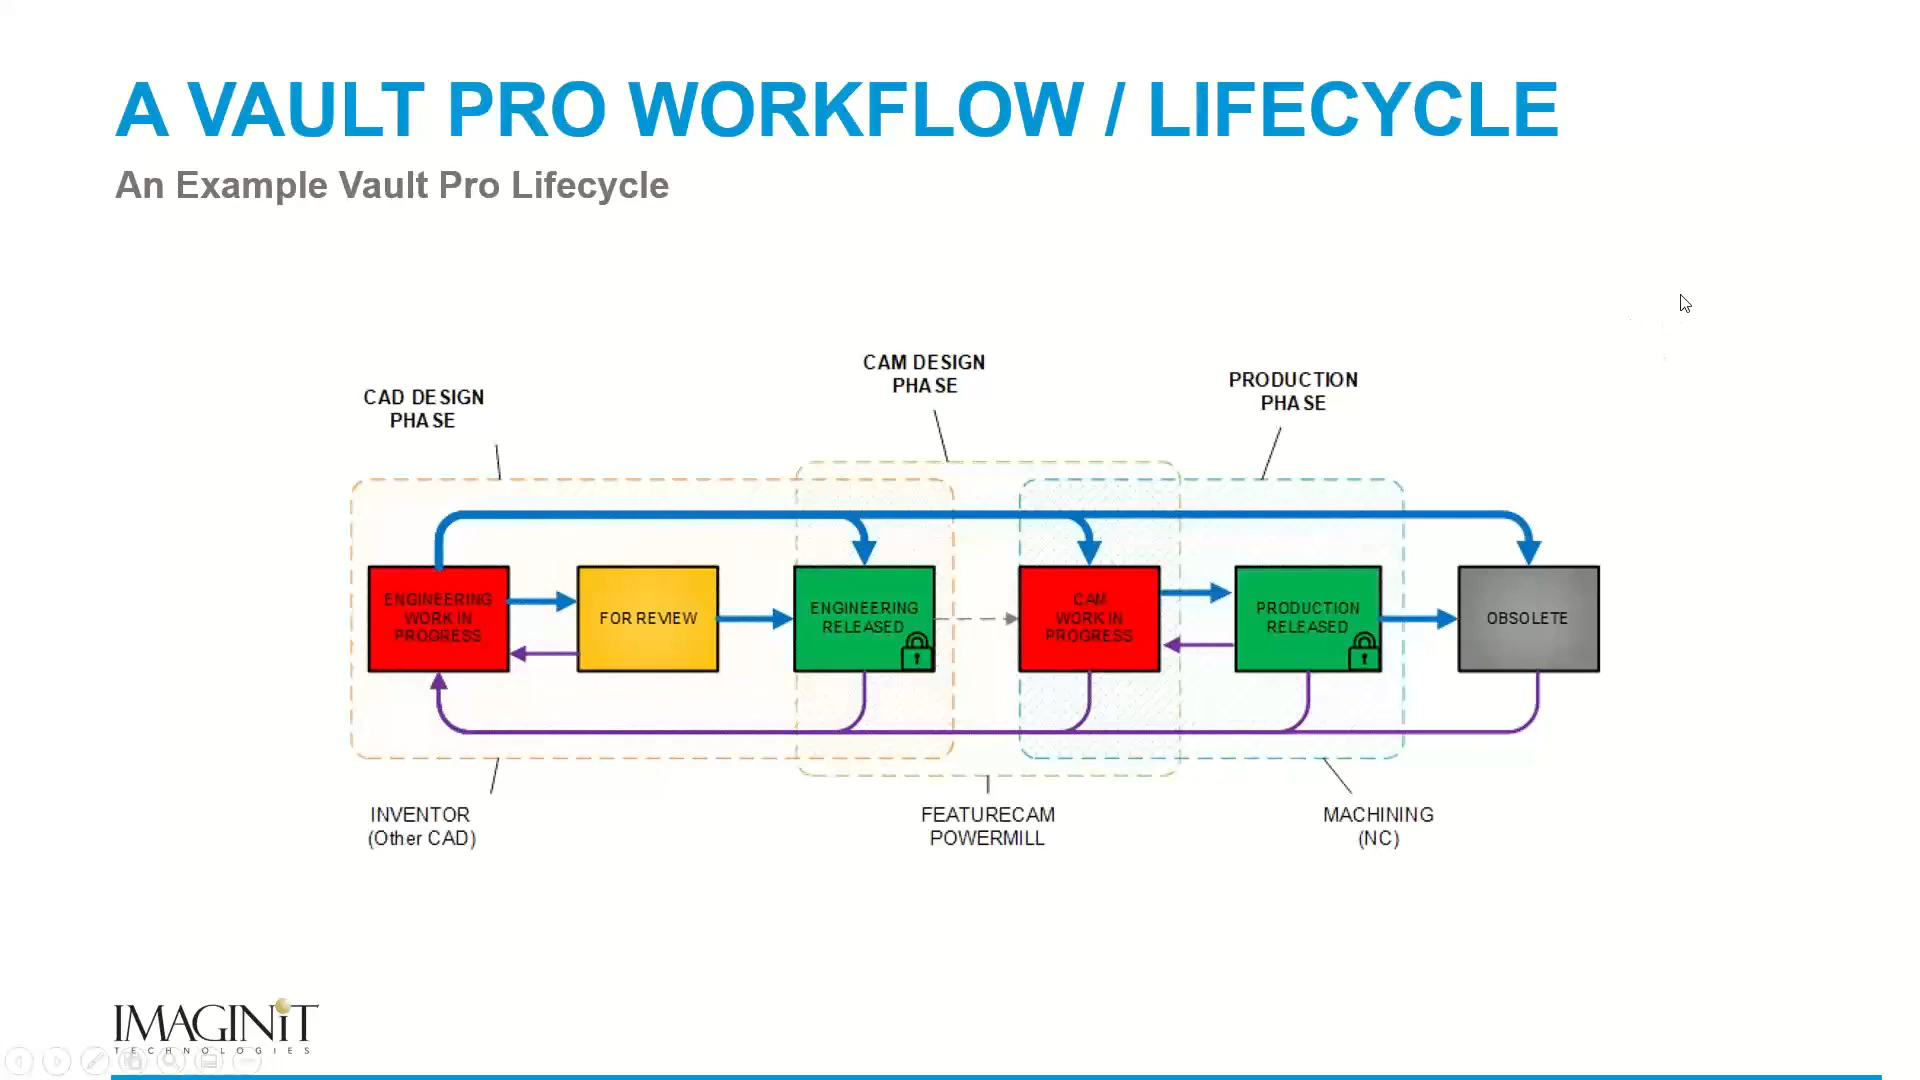 A VAULT PRO WORKFLOW / LIFECYCLE
An Example Vault Pro Lifecycle
CAD DESIGN
PHASE
CAM DESIGN
PHASE
PRODUCTION
PHASE
ENGINEERING
WORK IN
PROGRESS
FOR REVIEW
ENGINEERING
RELEASED
CAM
WORK IN
PROGRESS
PRODUCTION
RELEASED
OBSOLETE
INVENTOR
(Other CAD)
FEATURECAM
POWERMILL
MACHINING
(NC)
IMAGINiT
TECHNOLOGIES